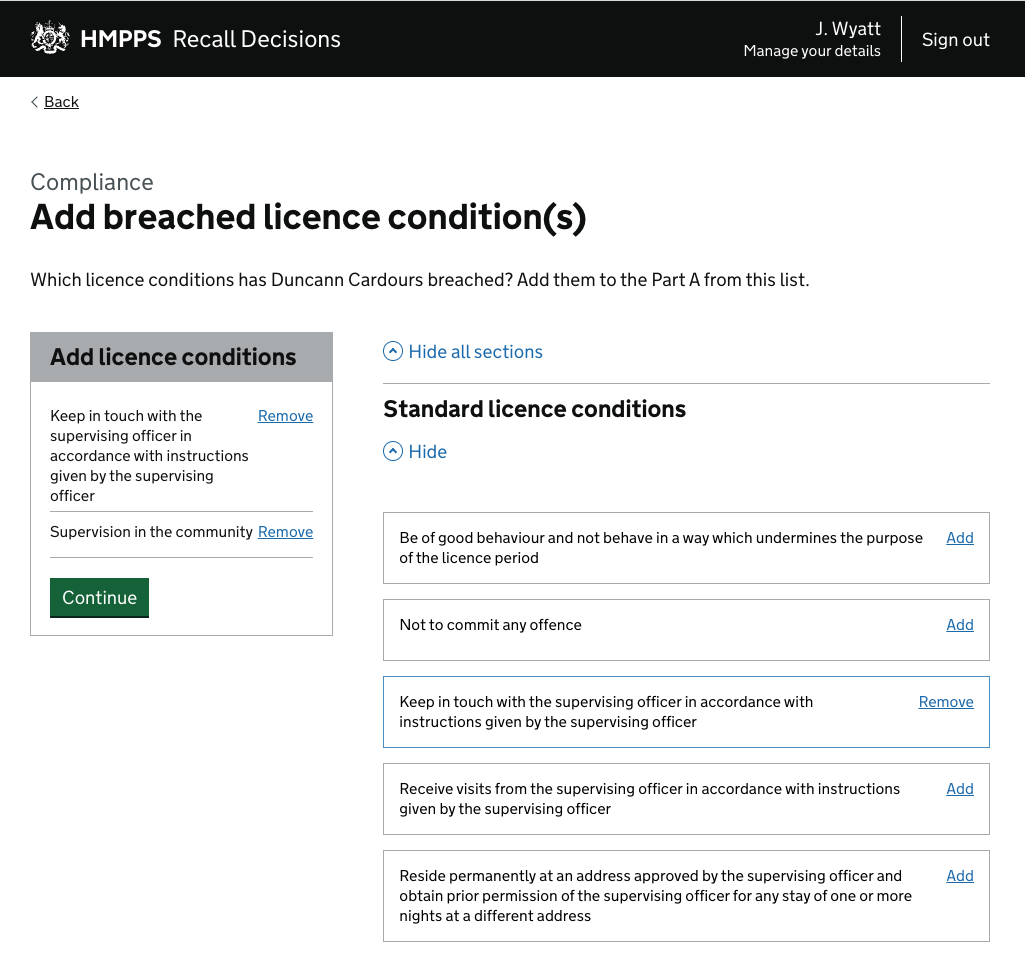 HMPPS Recall Decisions
J. Wyatt
Manage your details
Sign out
Back
Compliance
Add breached licence condition(s)
Which licence conditions has Duncann Cardours breached? Add them to the Part A from this list.
Add licence conditions
Keep in touch with the
supervising officer in
accordance with instructions
given by the supervising
officer
Remove
Supervision in the community Remove
Continue
Hide all sections
Standard licence conditions
Hide
Be of good behaviour and not behave in a way which undermines the purpose
of the licence period
Add
Not to commit any offence Add
Keep in touch with the supervising officer in accordance with
instructions given by the supervising officer
Remove
Receive visits from the supervising officer in accordance with instructions
given by the supervising officer
Add
Reside permanently at an address approved by the supervising officer and
obtain prior permission of the supervising officer for any stay of one or more
nights at a different address
Add